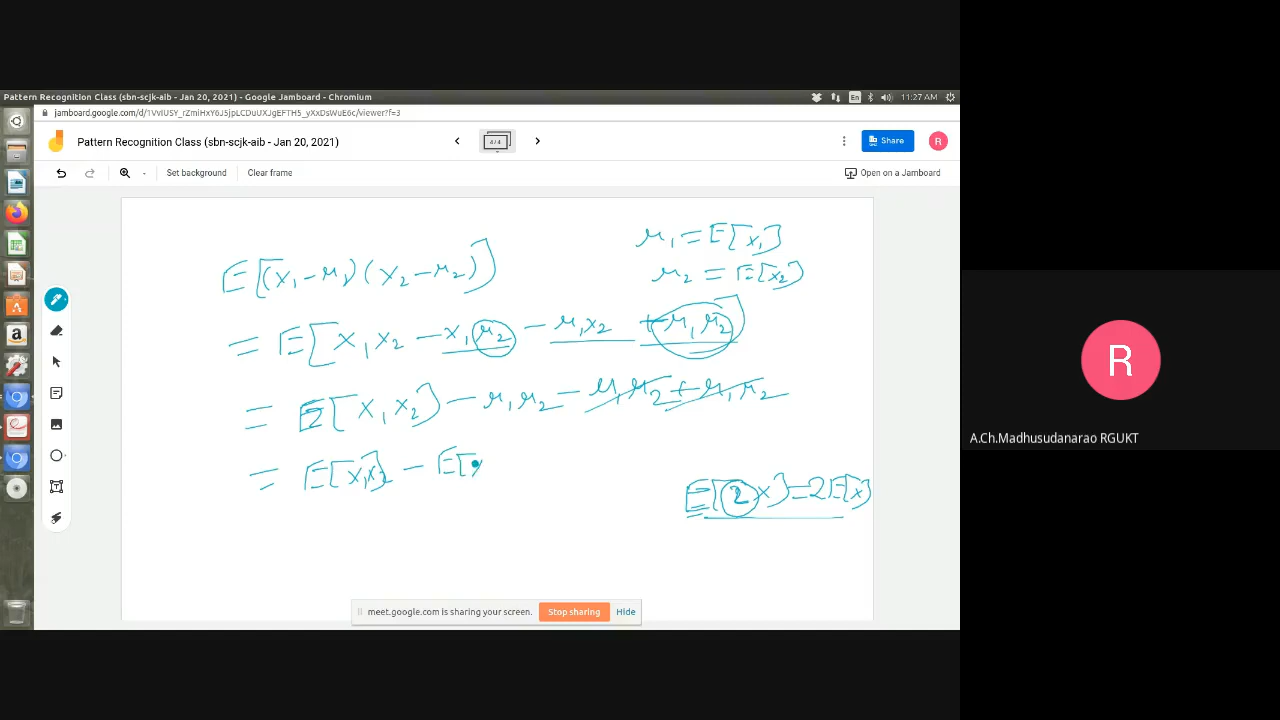 Pattern Recognition Class (sbn-scjk-aib - Jan 20, 2021) - Google Jamboard - Chromium
En
11:27 AM
Pattern Recognition Class (sbn-scjk-aib - Jan 20, 2021)
4 / 4
Share
R
Set background
Clear frame
Open on a Jamboard
μ₁ = E[x₁]
μ₂ = E[x₂]
E[(x₁ - μ₁)(x₂ - μ₂)]
= E[x₁x₂ - x₁μ₂ - μ₁x₂ + μ₁μ₂]
= E[x₁x₂] - μ₁μ₂ - μ₁μ₂ + μ₁μ₂
= E[x₁x₂] - E[
E[2x] = 2E[x]
meet.google.com is sharing your screen.
Stop sharing
Hide
R
A.Ch.Madhusudanarao RGUKT